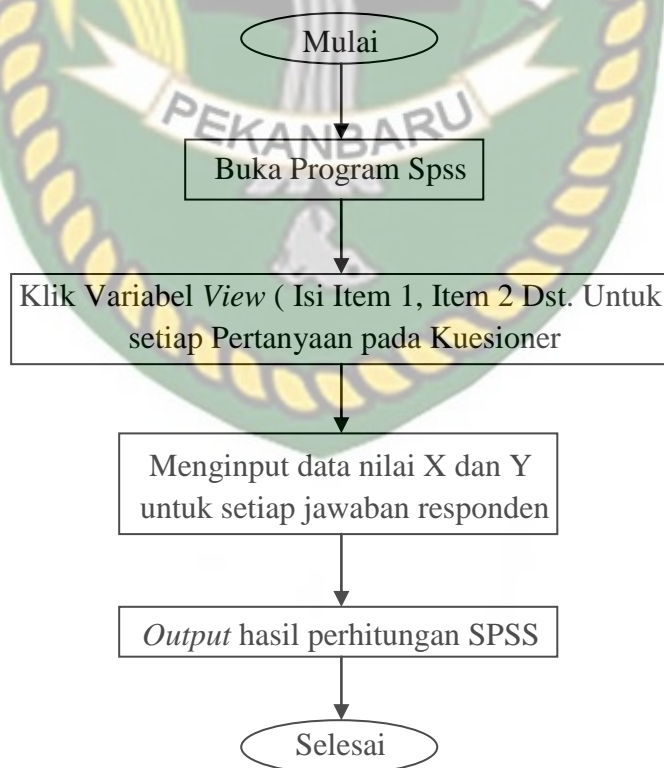 Mulai
PEKANBARU
Buka Program Spss
Klik Variabel View ( Isi Item 1, Item 2 Dst. Untuk
setiap Pertanyaan pada Kuesioner
Menginput data nilai X dan Y
untuk setiap jawaban responden
Output hasil perhitungan SPSS
Selesai